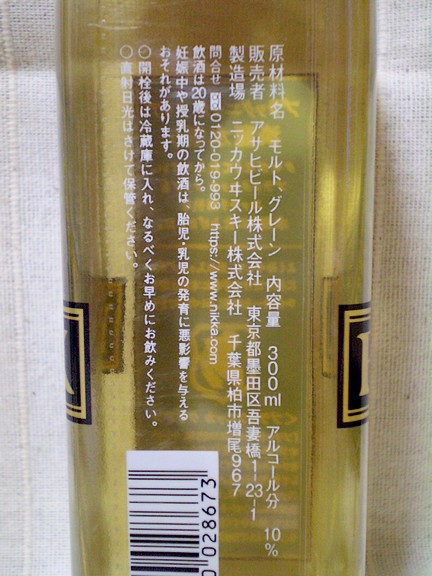 原材料名 モルト、グレーン 内容量 300ml アルコール分 10%
販売者 アサヒビール株式会社 東京都墨田区吾妻橋1-23-1
製造場 ニッカウヰスキー株式会社 千葉県柏市増尾967
問合せ 0120-019-993 https://www.nikka.com
飲酒は20歳になってから。
妊娠中や授乳期の飲酒は、胎児・乳児の発育に悪影響を与える
おそれがあります。
○開栓後は冷蔵庫に入れ、なるべくお早めにお飲みください。
○直射日光はさけて保管ください。
0028673